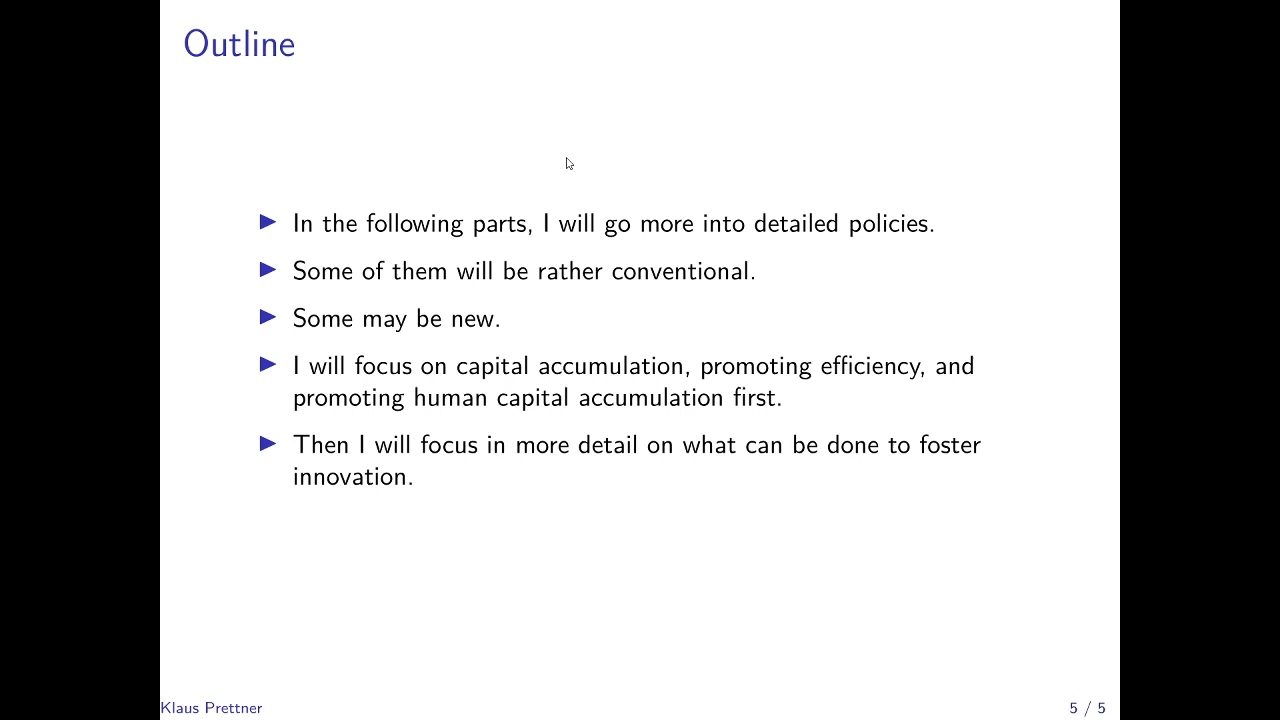 Outline
In the following parts, I will go more into detailed policies.
Some of them will be rather conventional.
Some may be new.
I will focus on capital accumulation, promoting efficiency, and
promoting human capital accumulation first.
Then I will focus in more detail on what can be done to foster
innovation.
Klaus Prettner
5 / 5